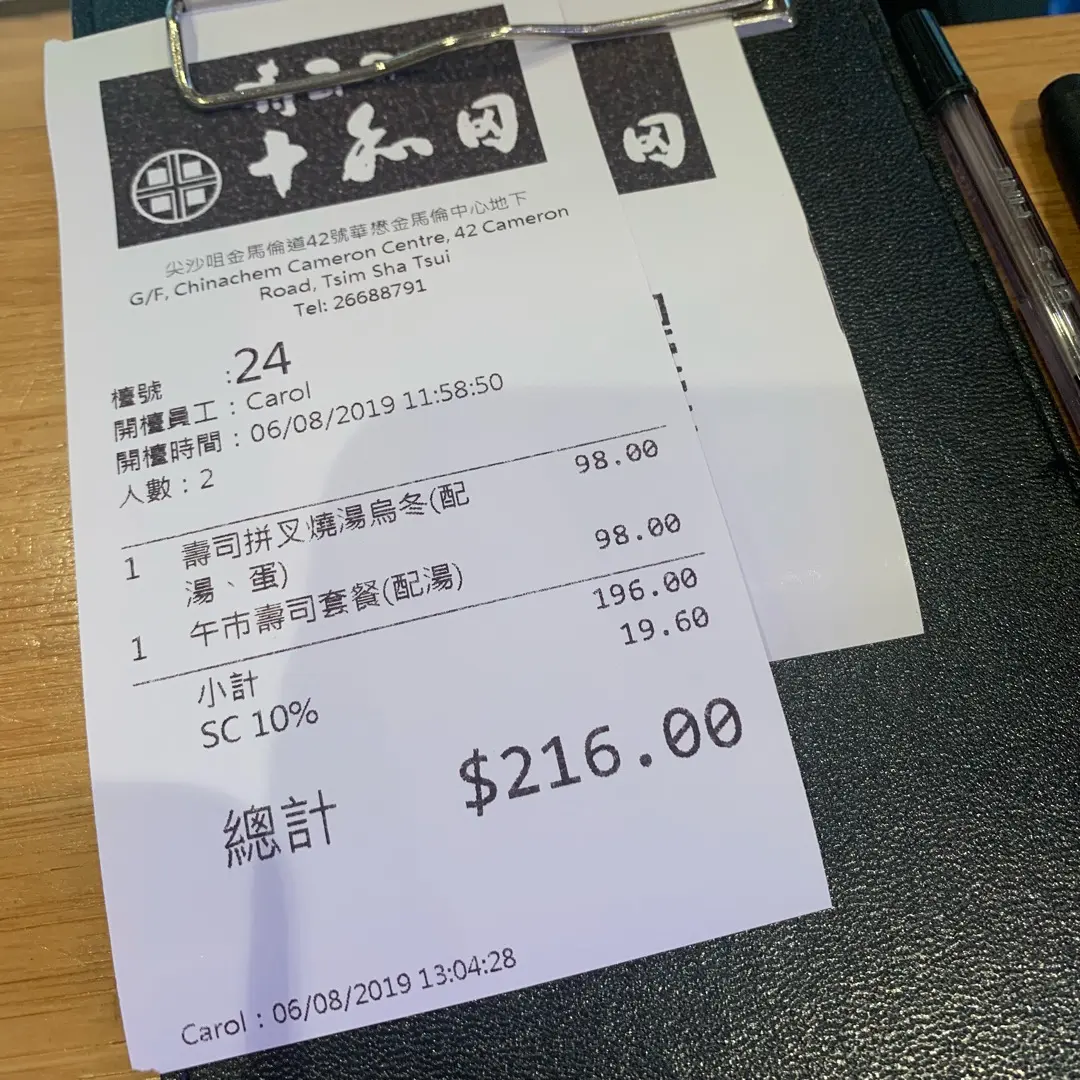 十和田
田
尖沙咀金馬倫道42號華懋金馬倫中心地下
G/F, Chinachem Cameron Centre, 42 Cameron
Road, Tsim Sha Tsui
Tel: 26688791
檯號 :24
開檯員工 : Carol
開檯時間 : 06/08/2019 11:58:50
人數 : 2
1 壽司拼叉燒湯烏冬(配 98.00
湯、蛋)
1 午市壽司套餐(配湯) 98.00
小計 196.00
SC 10% 19.60
總計 $216.00
Carol : 06/08/2019 13:04:28